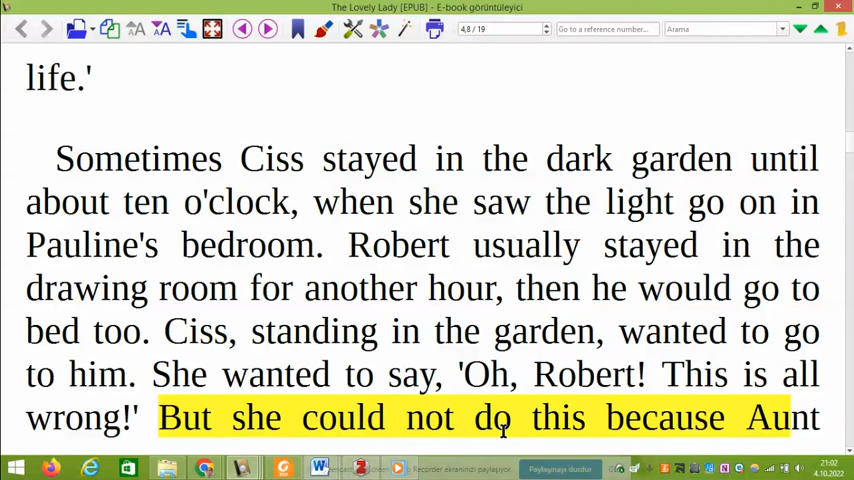 The Lovely Lady [EPUB] - E-book görüntüleyici
4,8 / 19
Go to a reference number...
Arama
life.'
Sometimes Ciss stayed in the dark garden until
about ten o'clock, when she saw the light go on in
Pauline's bedroom. Robert usually stayed in the
drawing room for another hour, then he would go to
bed too. Ciss, standing in the garden, wanted to go
to him. She wanted to say, 'Oh, Robert! This is all
wrong!' But she could not do this because Aunt
Recorder ekranınızı paylaşıyor.
Paylaşmayı durdur
21:02
4.10.2022